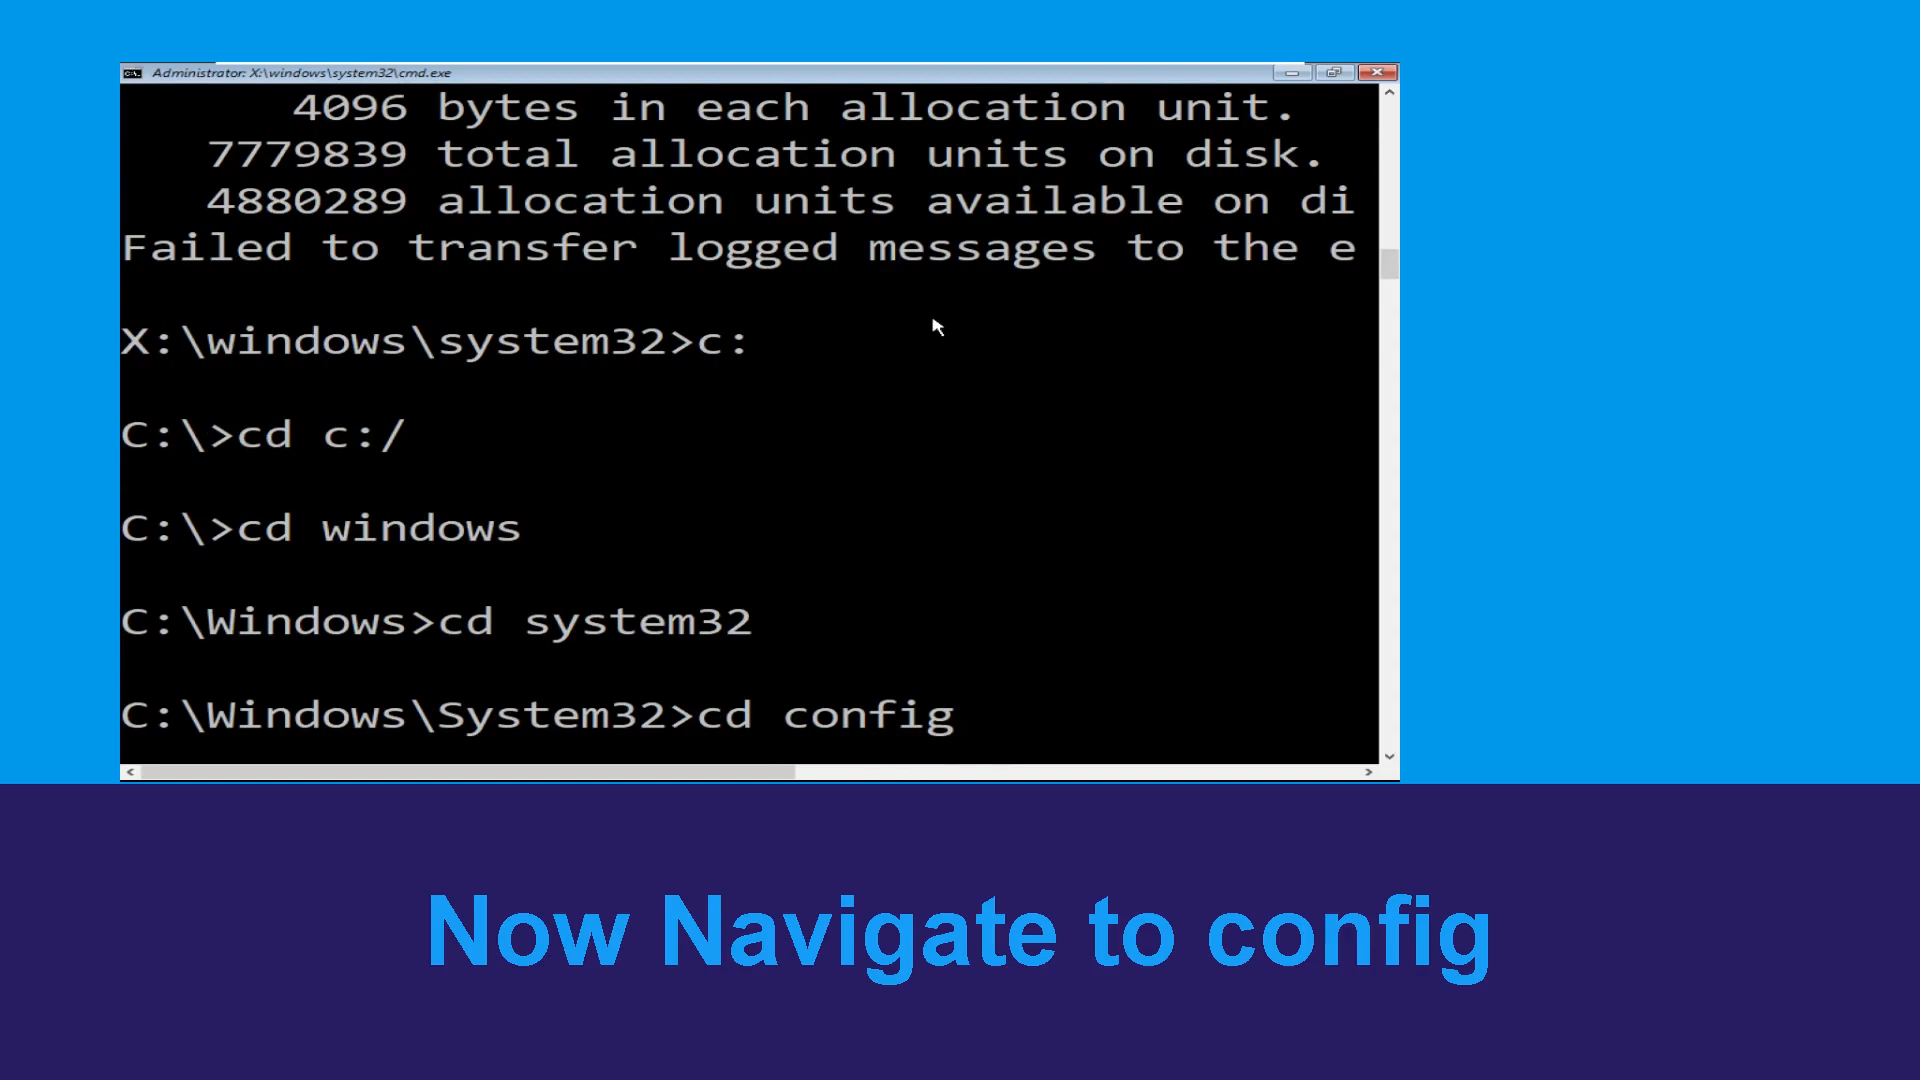 Administrator: X:\windows\system32\cmd.exe
4096 bytes in each allocation unit.
7779839 total allocation units on disk.
4880289 allocation units available on di
Failed to transfer logged messages to the e
X:\windows\system32>c:
C:\>cd c:/
C:\>cd windows
C:\Windows>cd system32
C:\Windows\System32>cd config
Now Navigate to config